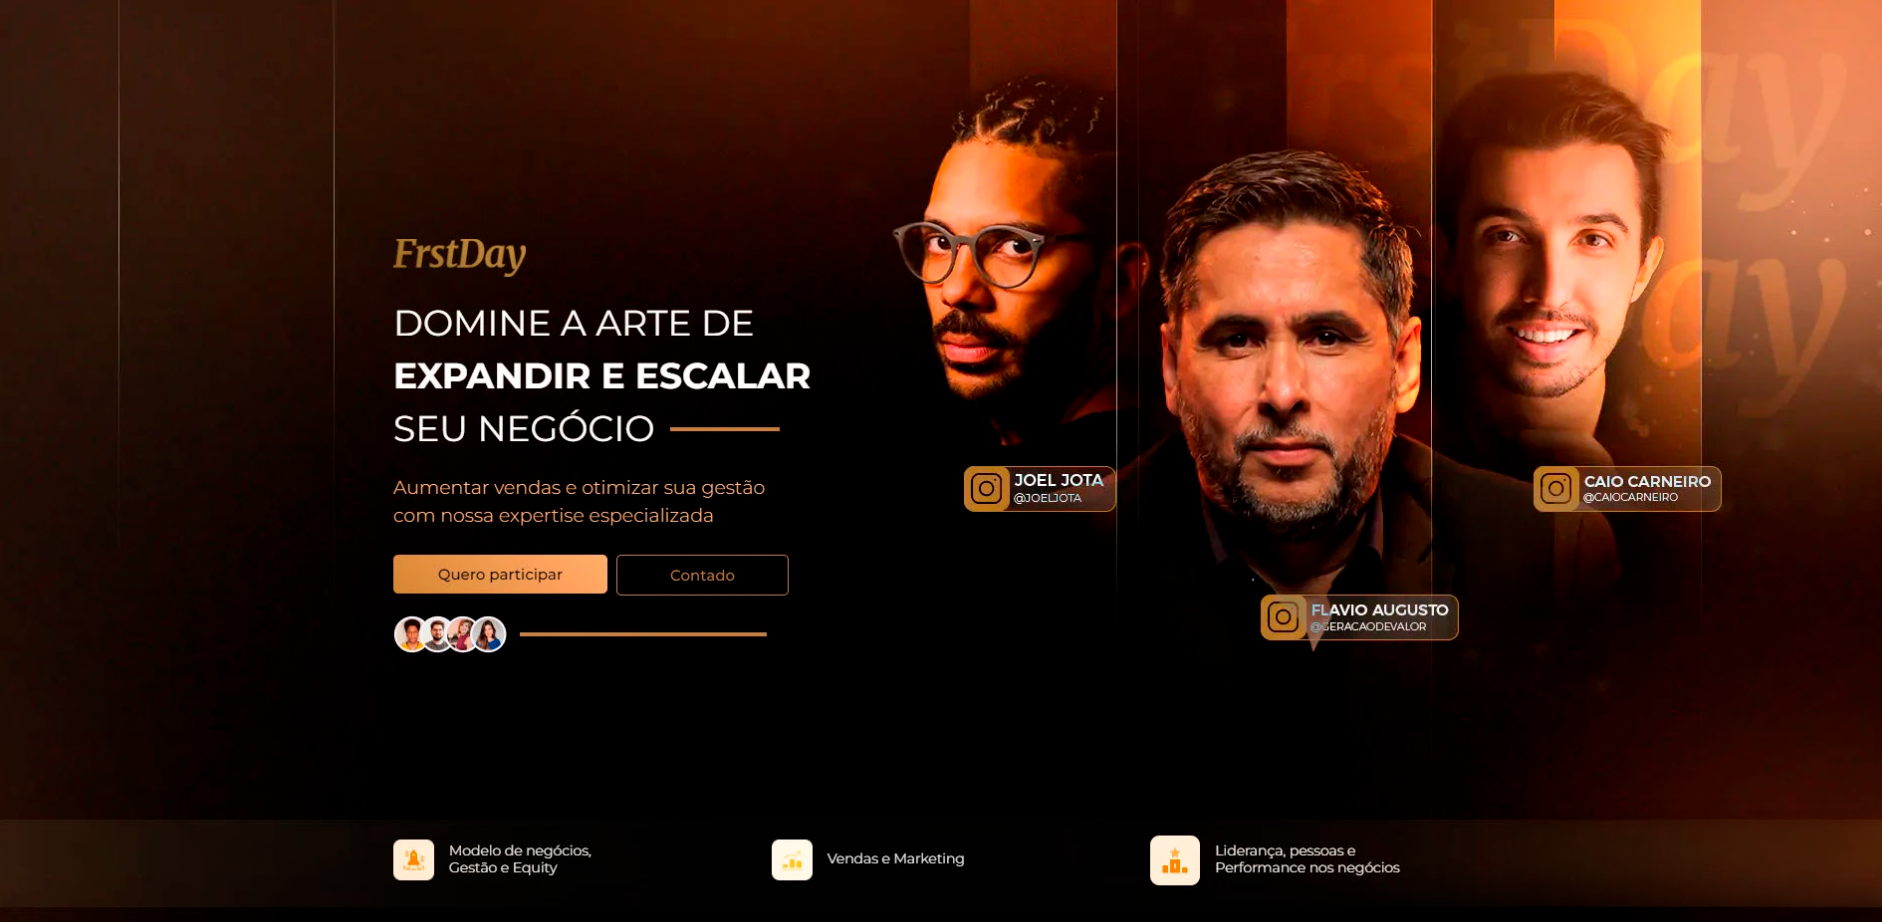 FrstDay
DOMINE A ARTE DE
EXPANDIR E ESCALAR
SEU NEGÓCIO
Aumentar vendas e otimizar sua gestão
com nossa expertise especializada
Quero participar
Contado
JOEL JOTA
@JOELJOTA
FLAVIO AUGUSTO
@GERACAODEVALOR
CAIO CARNEIRO
@CAIOCARNEIRO
FrstDay
Day
Modelo de negócios,
Gestão e Equity
Vendas e Marketing
Liderança, pessoas e
Performance nos negócios